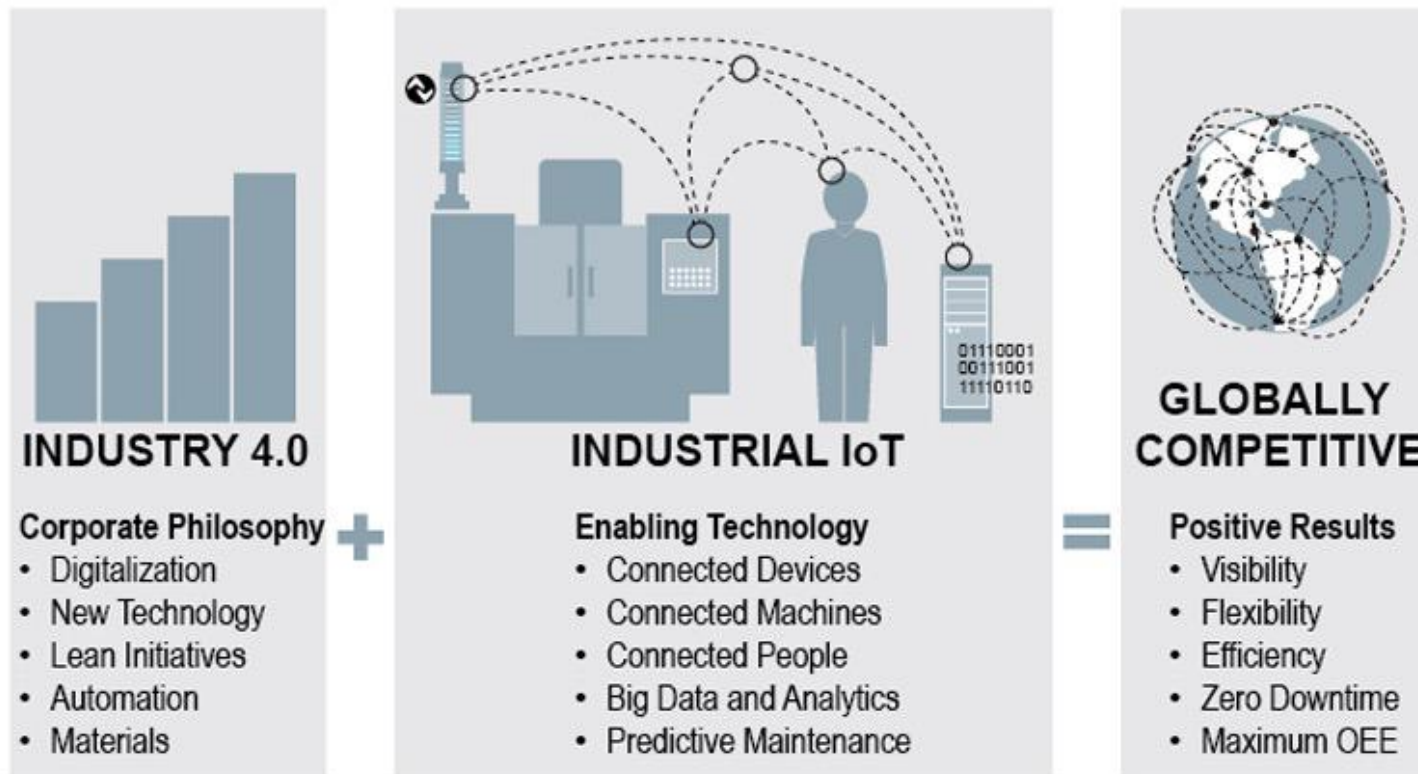 01110001
00111001
11110110
INDUSTRY 4.0
Corporate Philosophy
• Digitalization
• New Technology
• Lean Initiatives
• Automation
• Materials
+
INDUSTRIAL IoT
Enabling Technology
• Connected Devices
• Connected Machines
• Connected People
• Big Data and Analytics
• Predictive Maintenance
=
GLOBALLY
COMPETITIVE
Positive Results
• Visibility
• Flexibility
• Efficiency
• Zero Downtime
• Maximum OEE